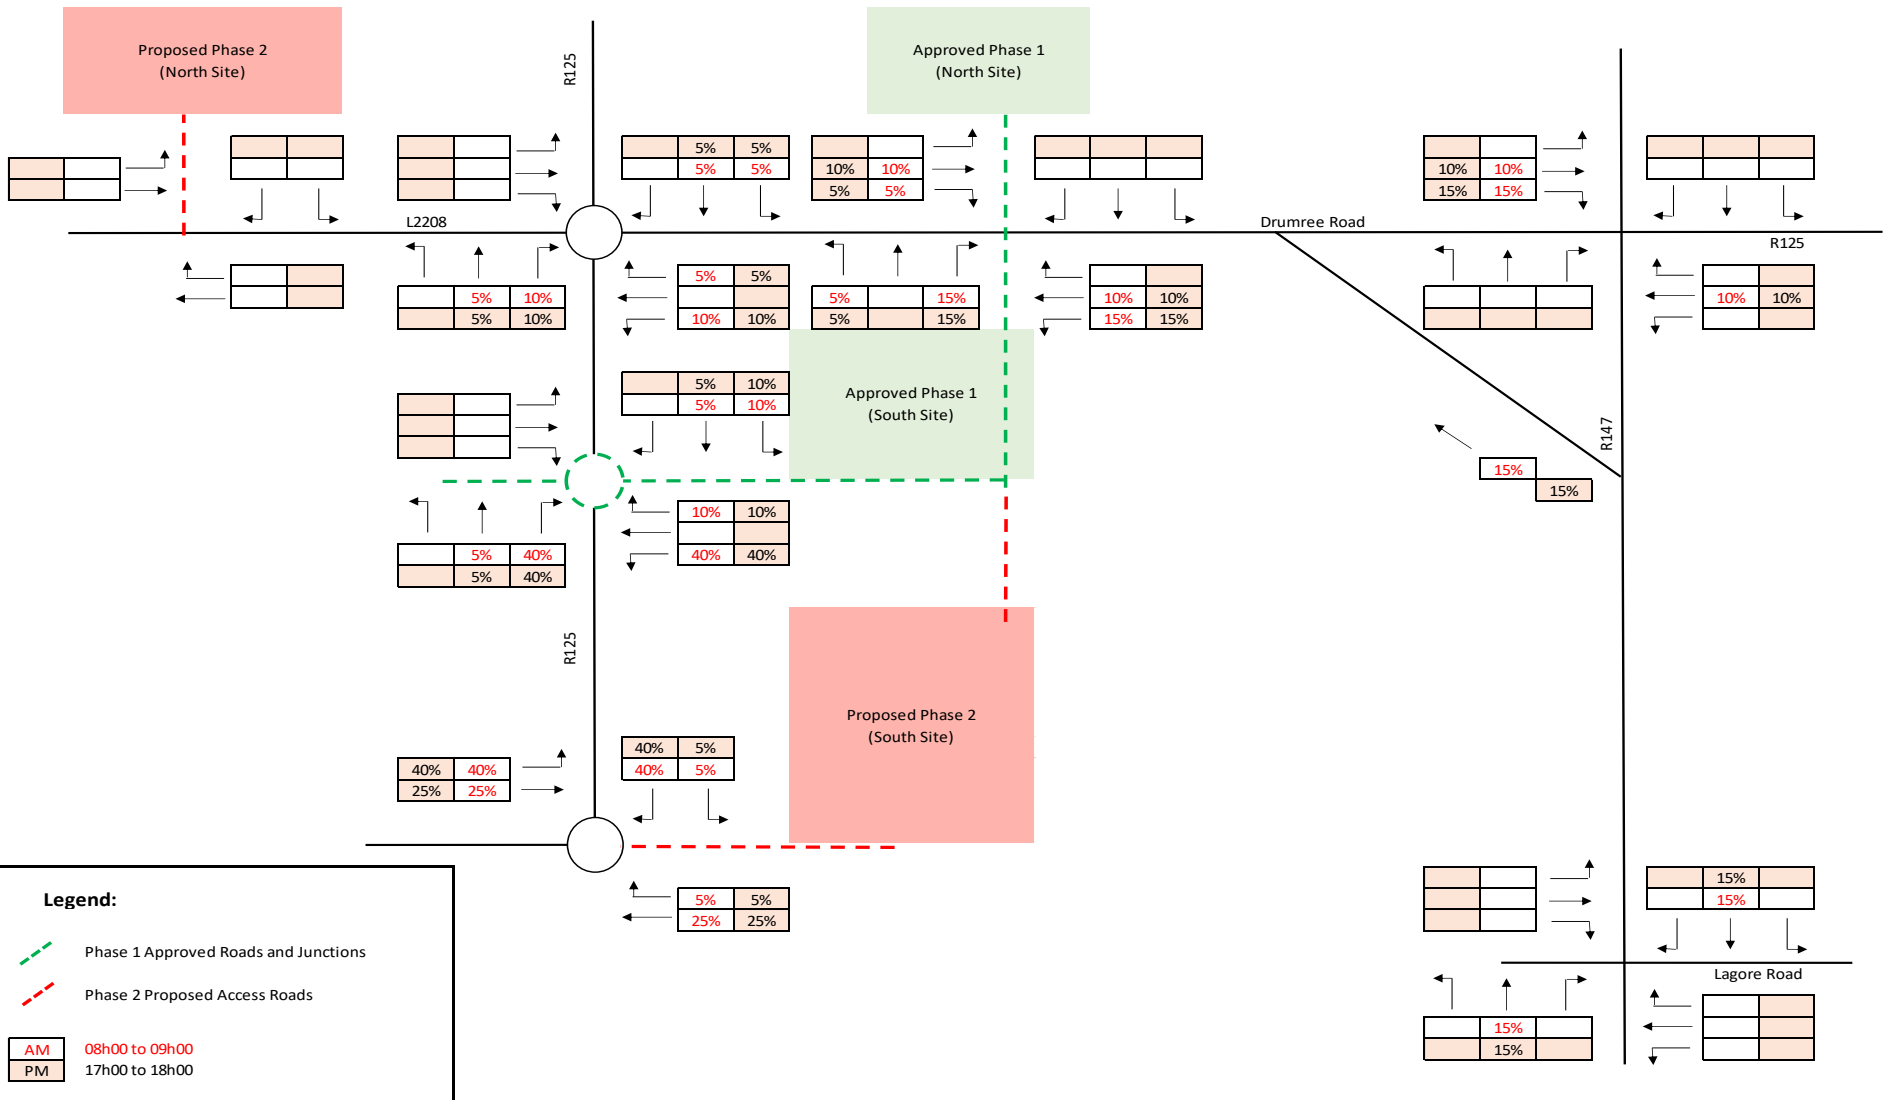 Proposed Phase 2
(North Site)
R125
Approved Phase 1
(North Site)
5% 5%
5% 5%
10% 10%
5% 5%
10% 10%
15% 15%
L2208
Drumree Road
R125
5% 5%
10% 10%
5% 10%
5% 10%
5% 15%
5% 15%
10% 10%
15% 15%
10% 10%
5% 10%
5% 10%
Approved Phase 1
(South Site)
R147
15%
15%
10% 10%
40% 40%
5% 40%
5% 40%
R125
Proposed Phase 2
(South Site)
40% 5%
40% 5%
40% 40%
25% 25%
5% 5%
25% 25%
15%
15%
Lagore Road
15%
15%
Legend:
Phase 1 Approved Roads and Junctions
Phase 2 Proposed Access Roads
AM 08h00 to 09h00
PM 17h00 to 18h00